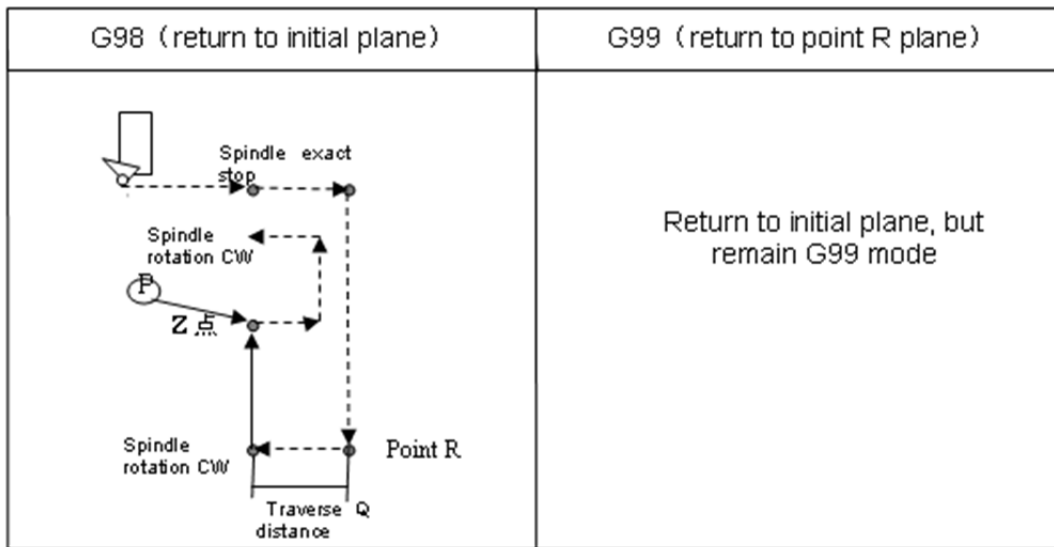 G98（return to initial plane）
G99（return to point R plane）
Spindle exact
stop
Spindle
rotation CW
P
Z点
Spindle
rotation CW
Point R
Traverse Q
distance
Return to initial plane, but
remain G99 mode